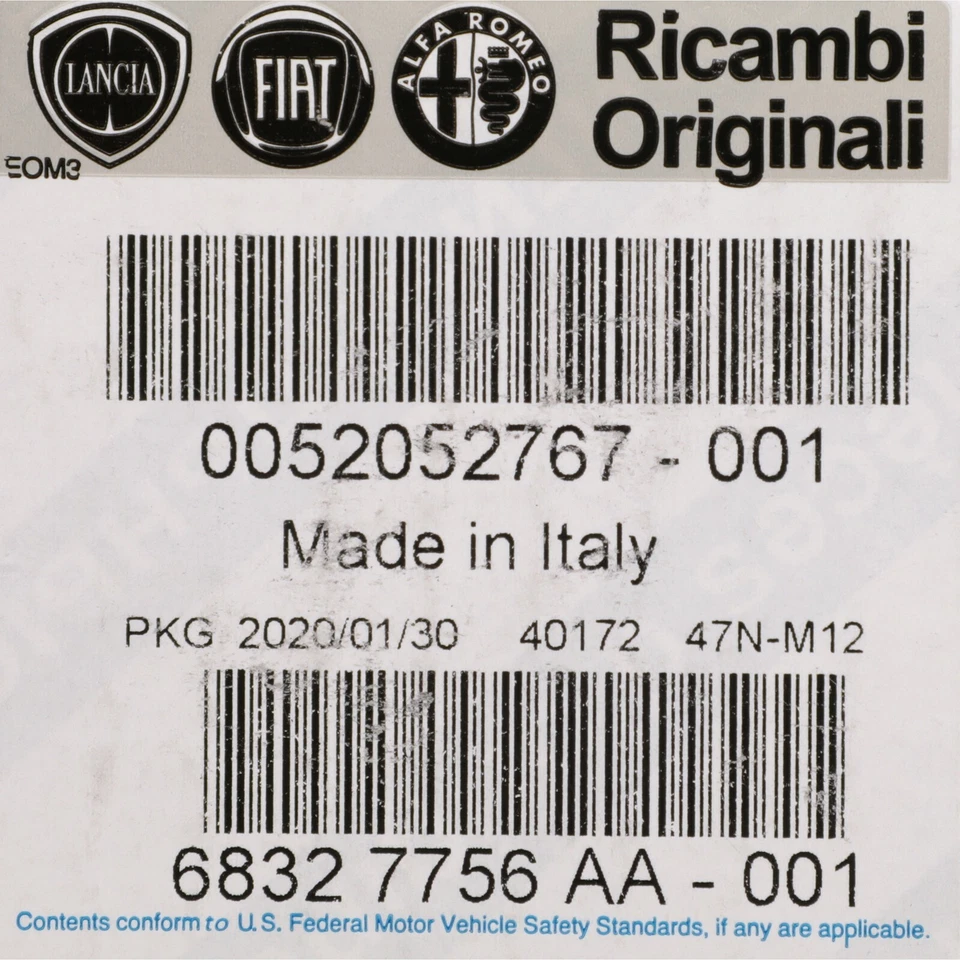 LANCIA
FIAT
ALFA ROMEO
Ricambi
Originali
EOM3
0052052767 - 001
Made in Italy
PKG 2020/01/30 40172 47N-M12
6832 7756 AA - 001
Contents conform to U.S. Federal Motor Vehicle Safety Standards, if any are applicable.